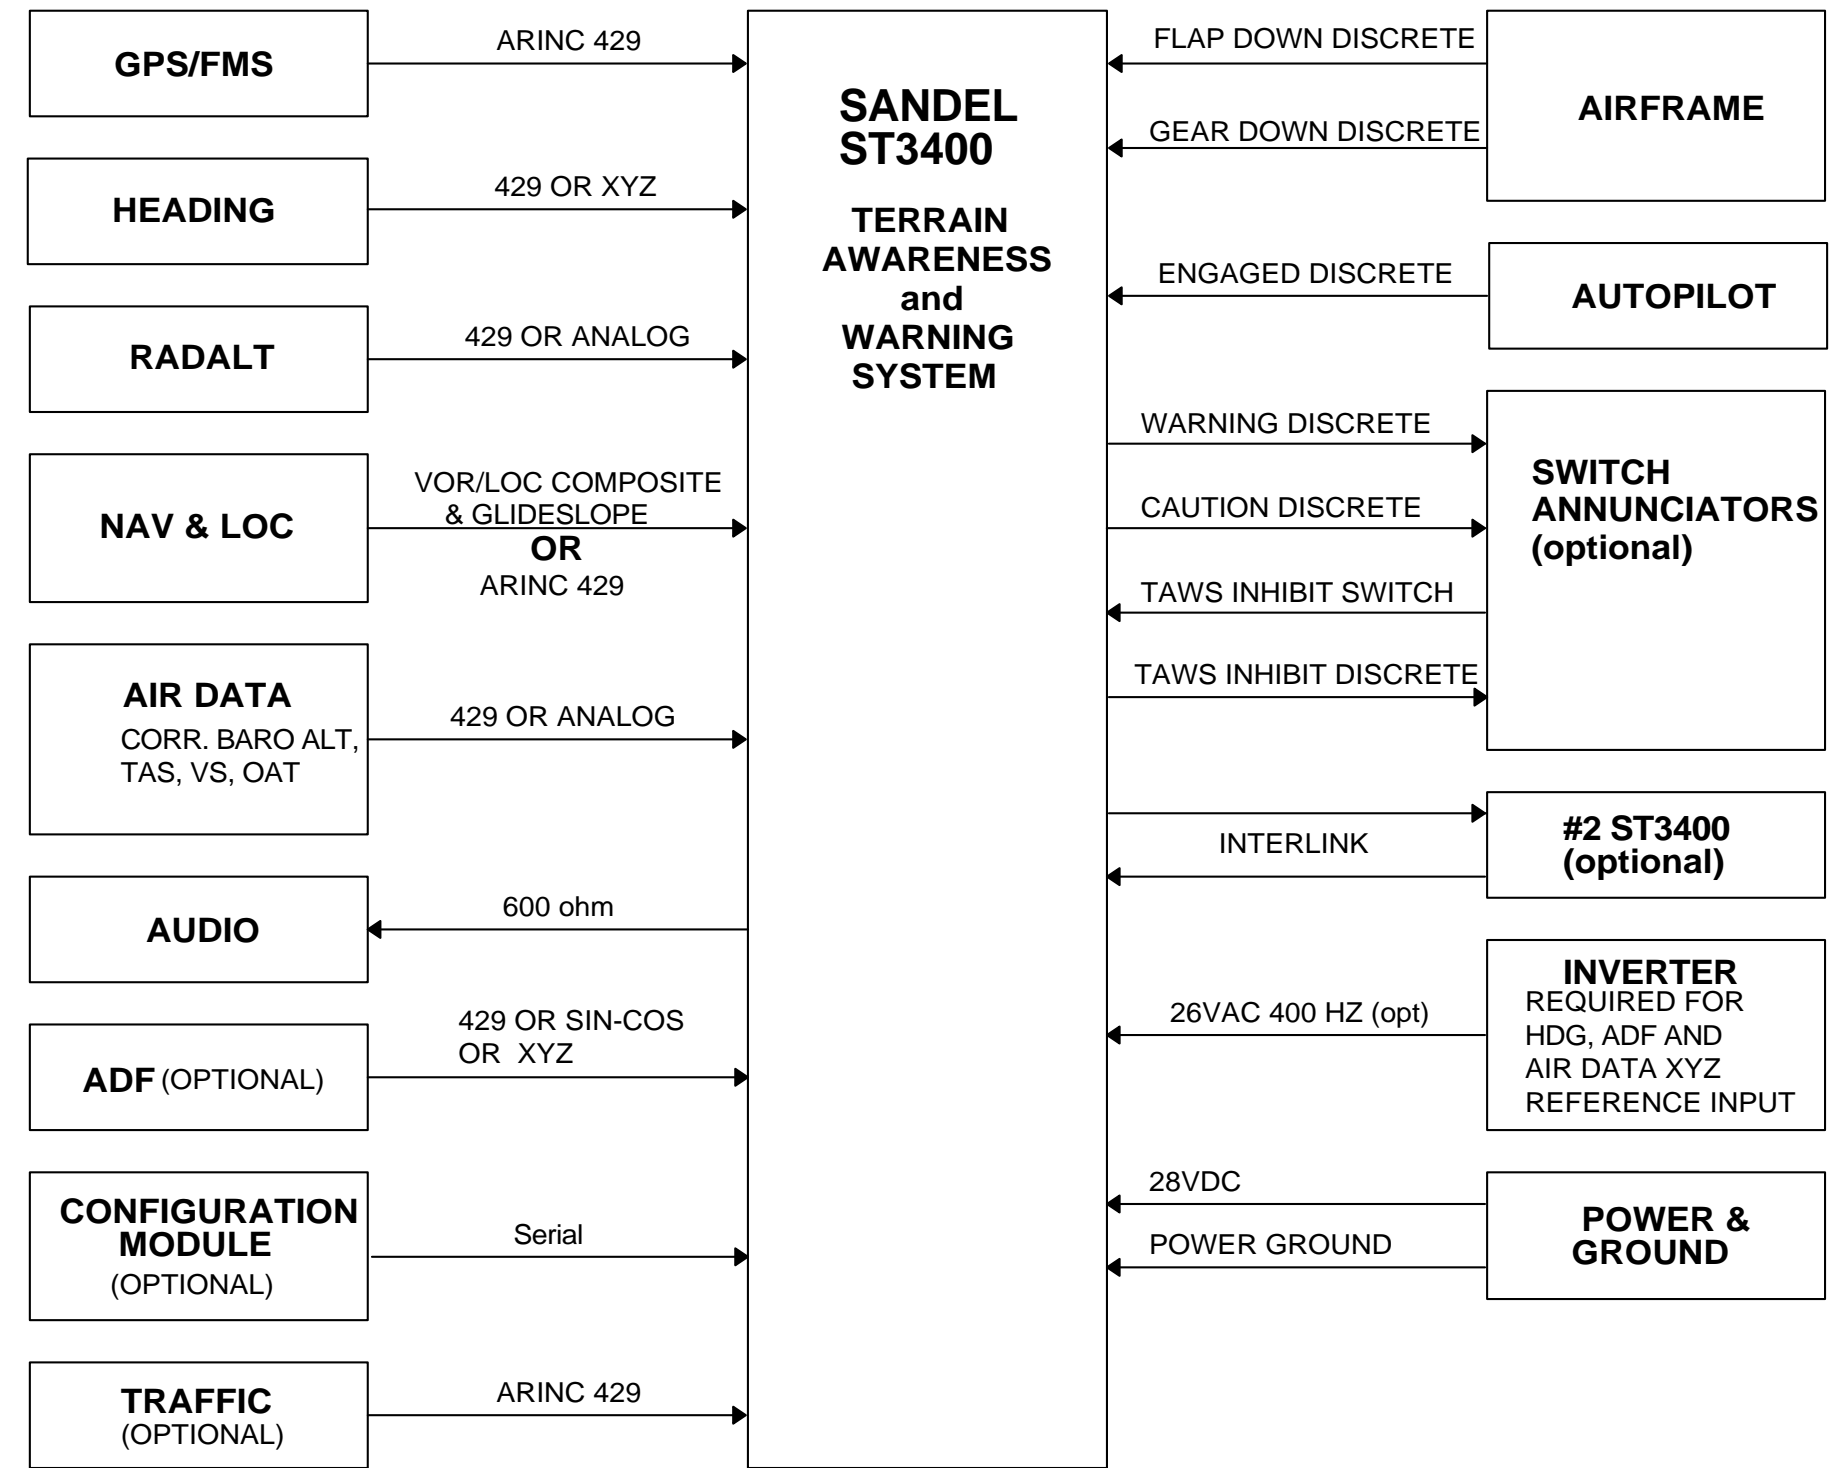 GPS/FMS
ARINC 429
HEADING
429 OR XYZ
RADALT
429 OR ANALOG
NAV & LOC
VOR/LOC COMPOSITE
& GLIDESLOPE
OR
ARINC 429
AIR DATA
CORR. BARO ALT,
TAS, VS, OAT
429 OR ANALOG
AUDIO
600 ohm
ADF (OPTIONAL)
429 OR SIN-COS
OR XYZ
CONFIGURATION
MODULE
(OPTIONAL)
Serial
TRAFFIC
(OPTIONAL)
ARINC 429
SANDEL
ST3400
TERRAIN
AWARENESS
and
WARNING
SYSTEM
FLAP DOWN DISCRETE
GEAR DOWN DISCRETE
AIRFRAME
ENGAGED DISCRETE
AUTOPILOT
WARNING DISCRETE
CAUTION DISCRETE
TAWS INHIBIT SWITCH
TAWS INHIBIT DISCRETE
SWITCH
ANNUNCIATORS
(optional)
INTERLINK
#2 ST3400
(optional)
26VAC 400 HZ (opt)
INVERTER
REQUIRED FOR
HDG, ADF AND
AIR DATA XYZ
REFERENCE INPUT
28VDC
POWER GROUND
POWER &
GROUND